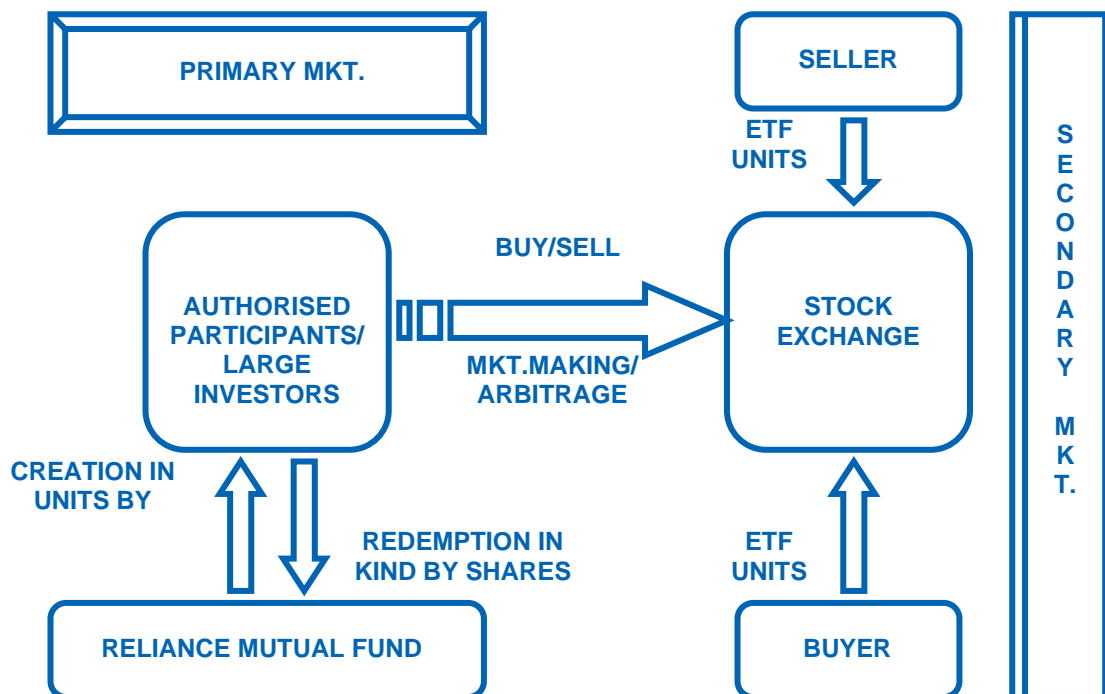 PRIMARY MKT.
SELLER
ETF
UNITS
BUY/SELL
AUTHORISED
PARTICIPANTS/
LARGE
INVESTORS
STOCK
EXCHANGE
MKT.MAKING/
ARBITRAGE
CREATION IN
UNITS BY
REDEMPTION IN
KIND BY SHARES
ETF
UNITS
RELIANCE MUTUAL FUND
BUYER
S
E
C
O
N
D
A
R
Y
M
K
T.